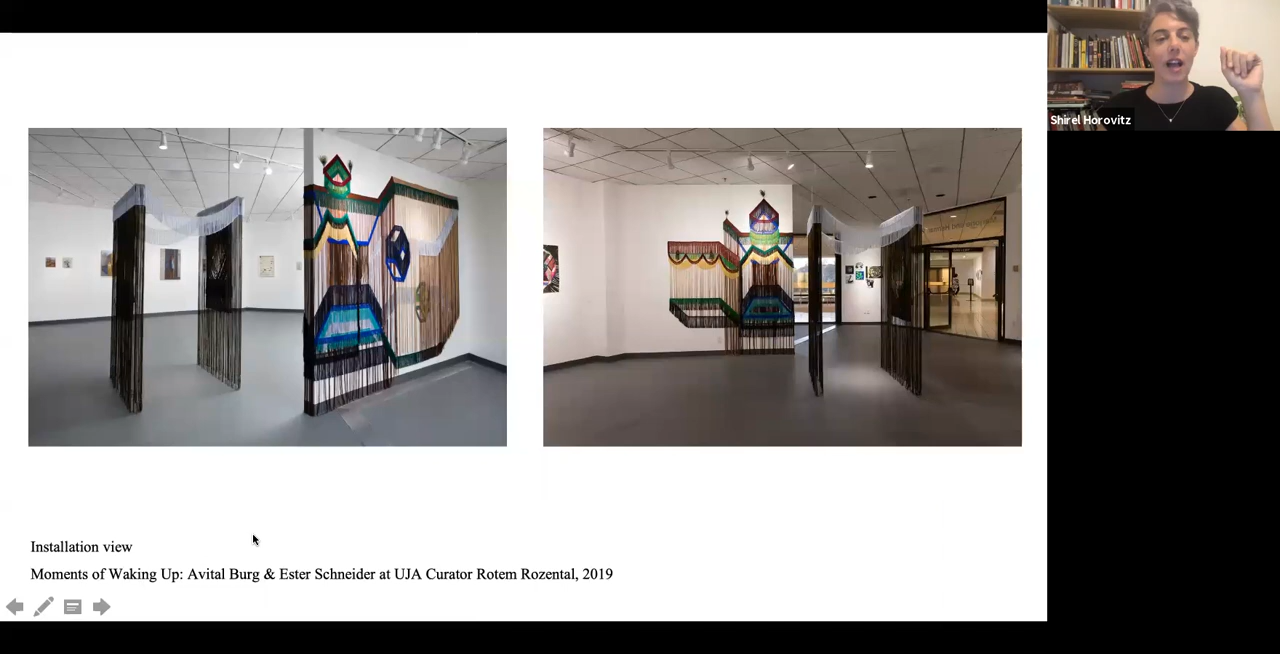 Shirel Horovitz
Installation view
Moments of Waking Up: Avital Burg & Ester Schneider at UJA Curator Rotem Rozental, 2019